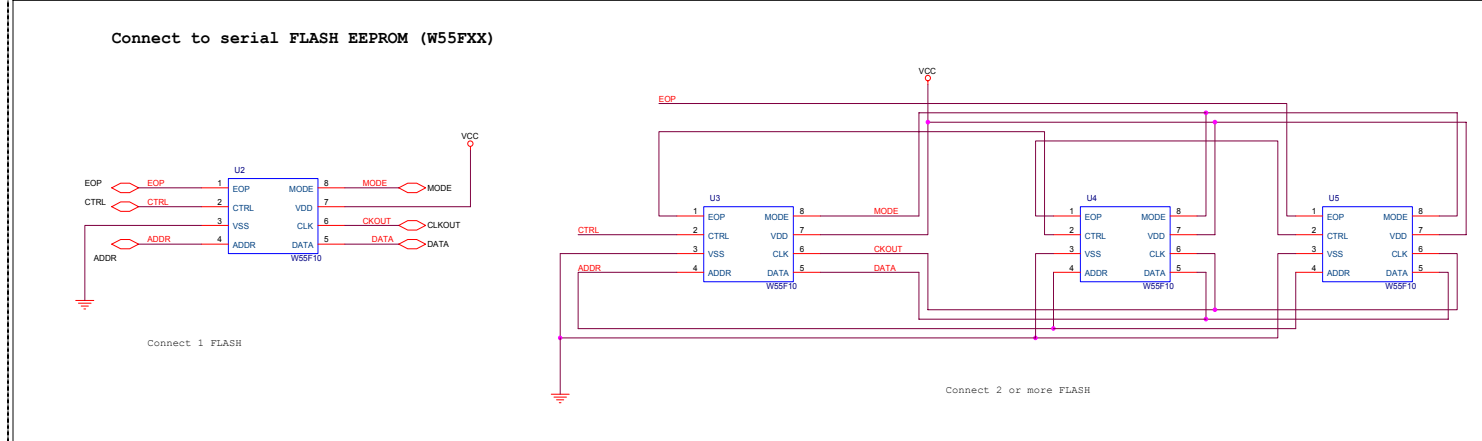 Connect to serial FLASH EEPROM (W55FXX)
VCC
U2
EOP EOP 1 EOP MODE 8 MODE MODE
CTRL CTRL 2 CTRL VDD 7
3 VSS CLK 6 CKOUT CLKOUT
ADDR 4 ADDR DATA 5 DATA DATA
ADDR
W55F10
Connect 1 FLASH
VCC
EOP
U3
1 EOP MODE 8 MODE
CTRL 2 CTRL VDD 7
3 VSS CLK 6 CKOUT
ADDR 4 ADDR DATA 5 DATA
W55F10
U4
1 EOP MODE 8
2 CTRL VDD 7
3 VSS CLK 6
4 ADDR DATA 5
W55F10
U5
1 EOP MODE 8
2 CTRL VDD 7
3 VSS CLK 6
4 ADDR DATA 5
W55F10
Connect 2 or more FLASH